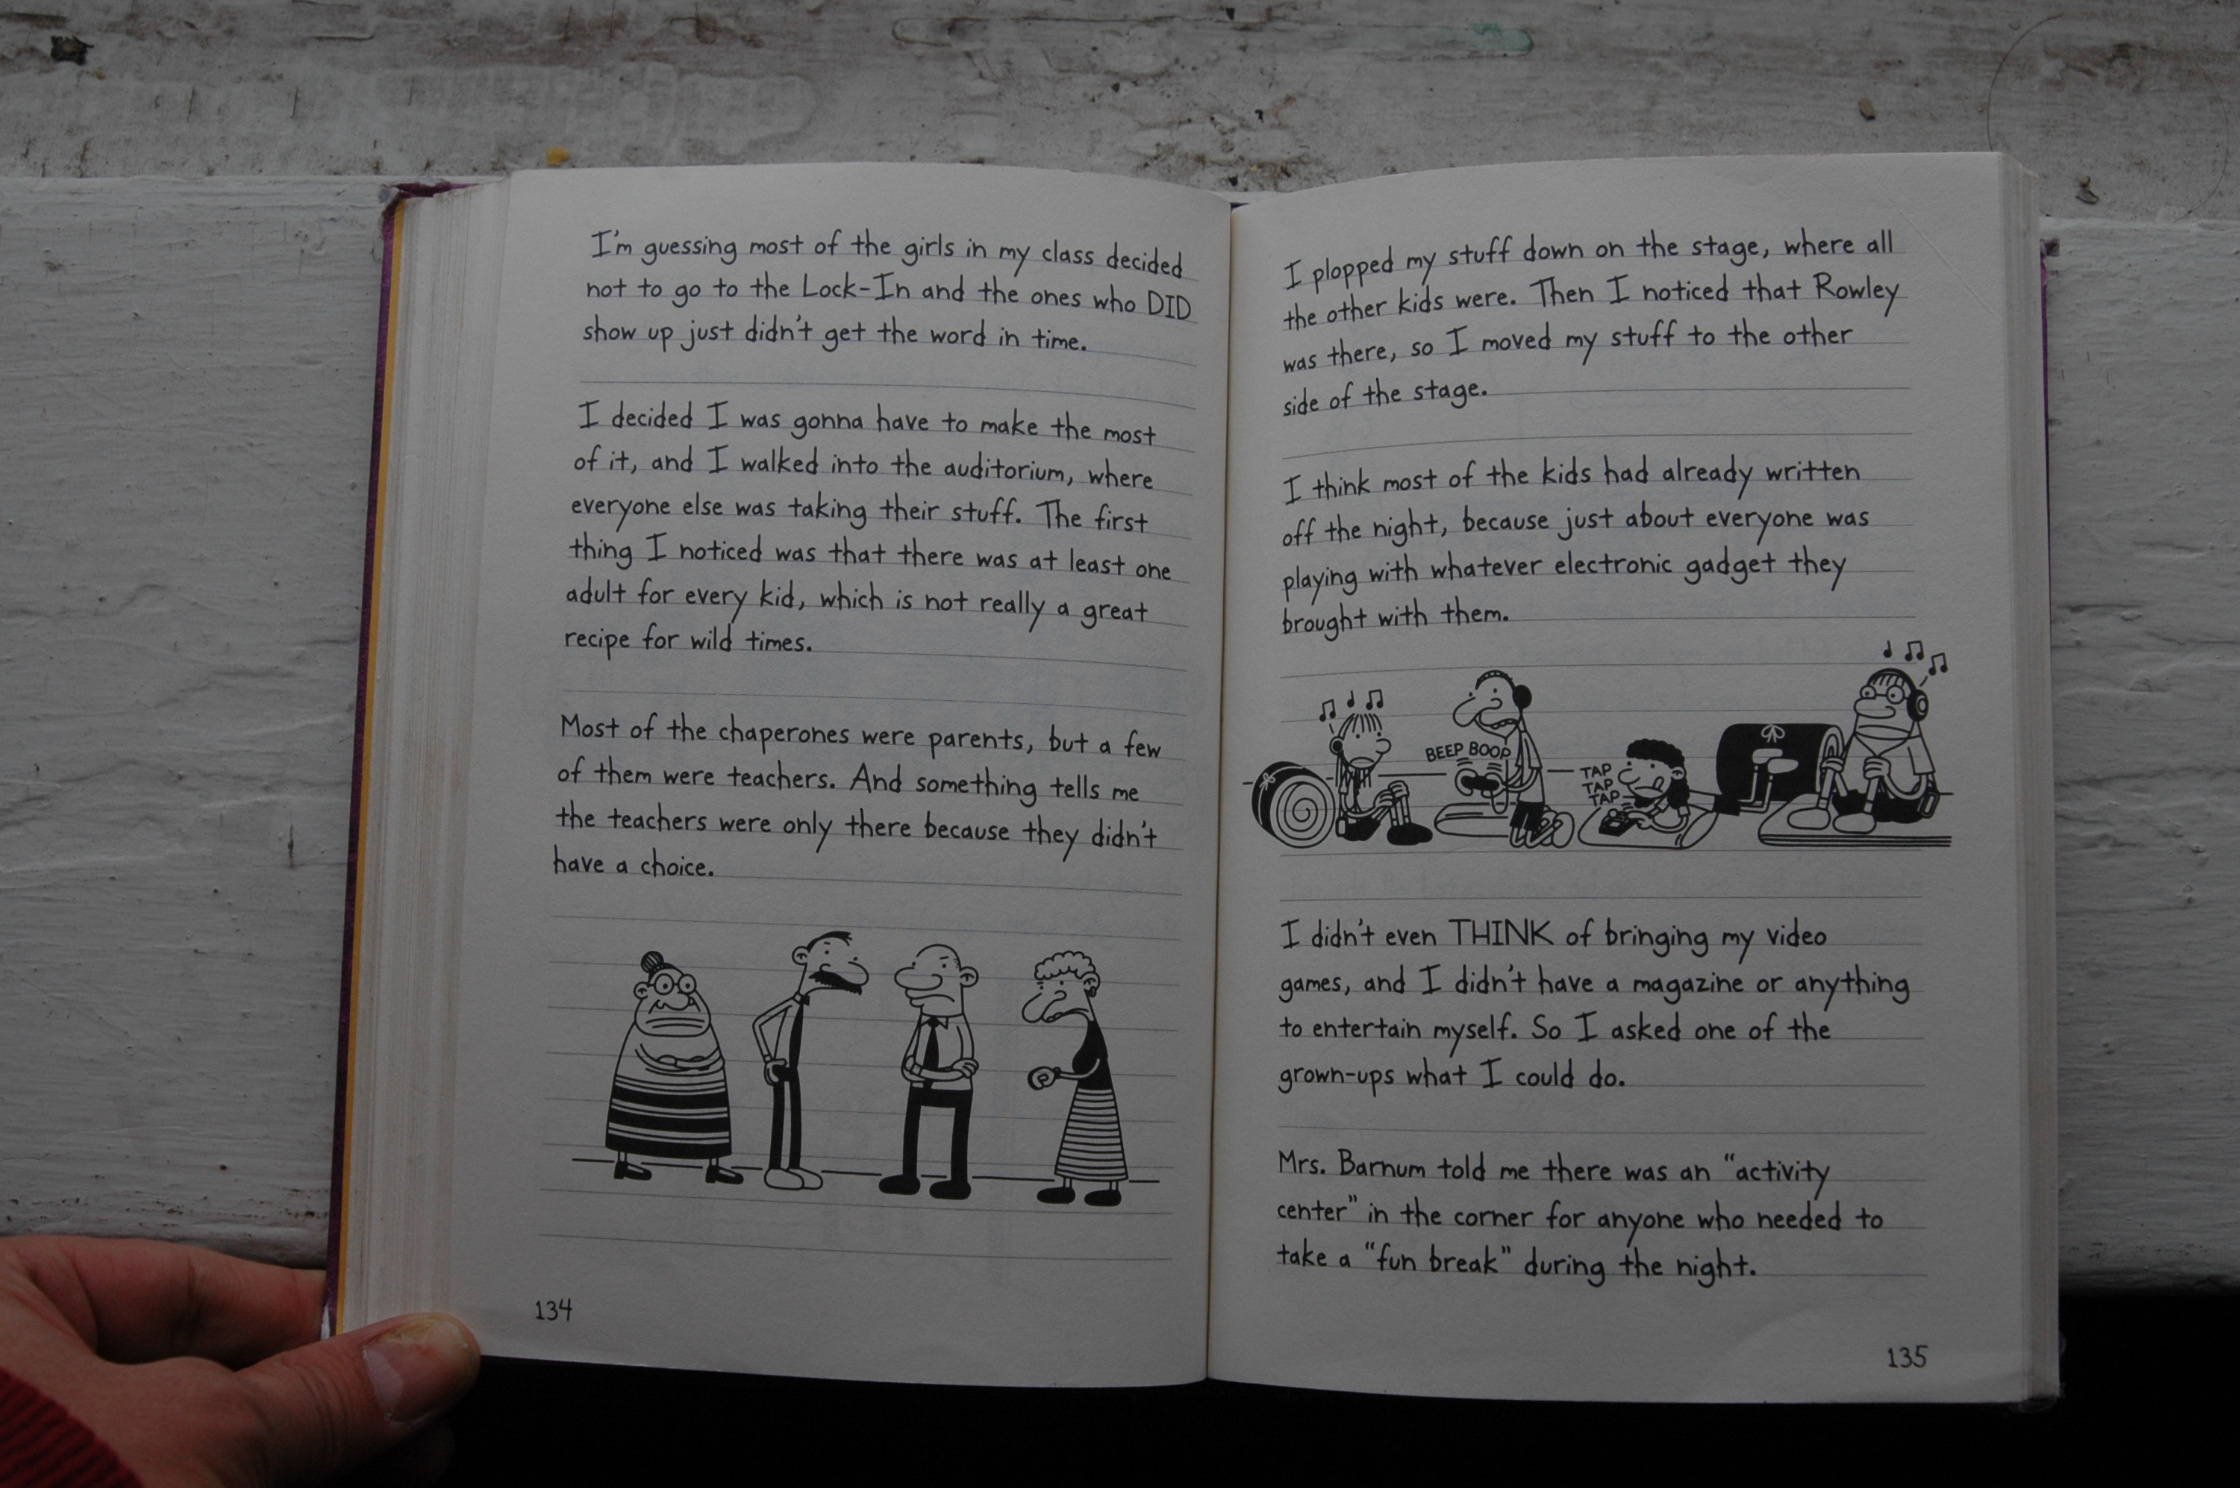 I'm guessing most of the girls in my class decided
not to go to the Lock-In and the ones who DID
show up just didn't get the word in time.
I decided I was gonna have to make the most
of it, and I walked into the auditorium, where
everyone else was taking their stuff. The first
thing I noticed was that there was at least one
adult for every kid, which is not really a great
recipe for wild times.
Most of the chaperones were parents, but a few
of them were teachers. And something tells me
the teachers were only there because they didn't
have a choice.
134
I plopped my stuff down on the stage, where all
the other kids were. Then I noticed that Rowley
was there, so I moved my stuff to the other
side of the stage.
I think most of the kids had already written
off the night, because just about everyone was
playing with whatever electronic gadget they
brought with them.
BEEP BOOP
TAP
TAP
TAP
I didn't even THINK of bringing my video
games, and I didn't have a magazine or anything
to entertain myself. So I asked one of the
grown-ups what I could do.
Mrs. Barnum told me there was an "activity
center" in the corner for anyone who needed to
take a "fun break" during the night.
135